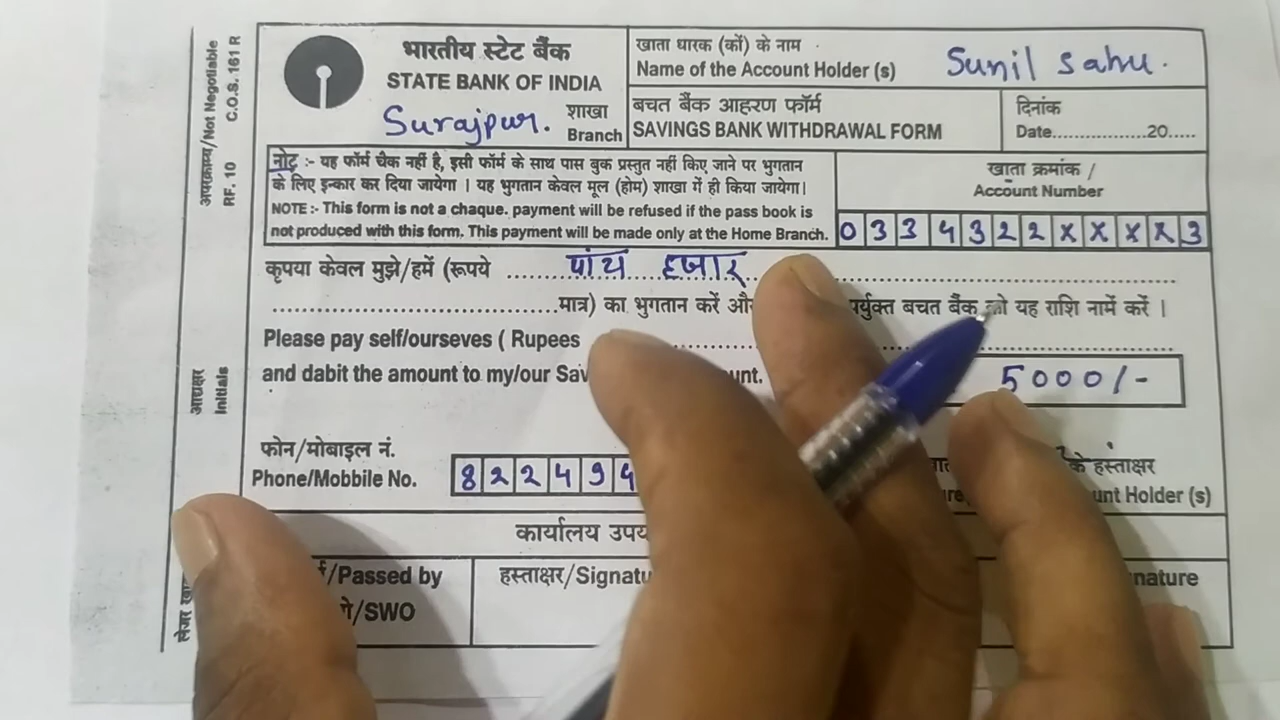 अपरक्राम्य/Not Negotiable
RF. 10 C.O.S. 161 R
आद्यक्षर
Initials
भारतीय स्टेट बैंक
STATE BANK OF INDIA
Surajpur. शाखा
Branch
खाता धारक (कों) के नाम
Name of the Account Holder (s) Sunil Sahu.
बचत बैंक आहरण फॉर्म
SAVINGS BANK WITHDRAWAL FORM
दिनांक
Date.................20.....
नोट :- यह फॉर्म चैक नहीं है, इसी फॉर्म के साथ पास बुक प्रस्तुत नहीं किए जाने पर भुगतान
के लिए इन्कार कर दिया जायेगा । यह भुगतान केवल मूल (होम) शाखा में ही किया जायेगा।
NOTE :- This form is not a chaque. payment will be refused if the pass book is
not produced with this form. This payment will be made only at the Home Branch.
खाता क्रमांक /
Account Number
0 3 3 4 3 2 2 x x x x 3
कृपया केवल मुझे/हमें (रूपये पांच हजार
मात्र) का भुगतान करें बचत बैंक को यह राशि नामें करें ।
Please pay self/ourseves ( Rupees
and dabit the amount to my/our
5000/-
फोन/मोबाइल नं.
Phone/Mobbile No. 8 2 2 4 9 4
के हस्ताक्षर
Holder (s)
कार्यालय
/Passed by
/SWO
हस्ताक्षर/